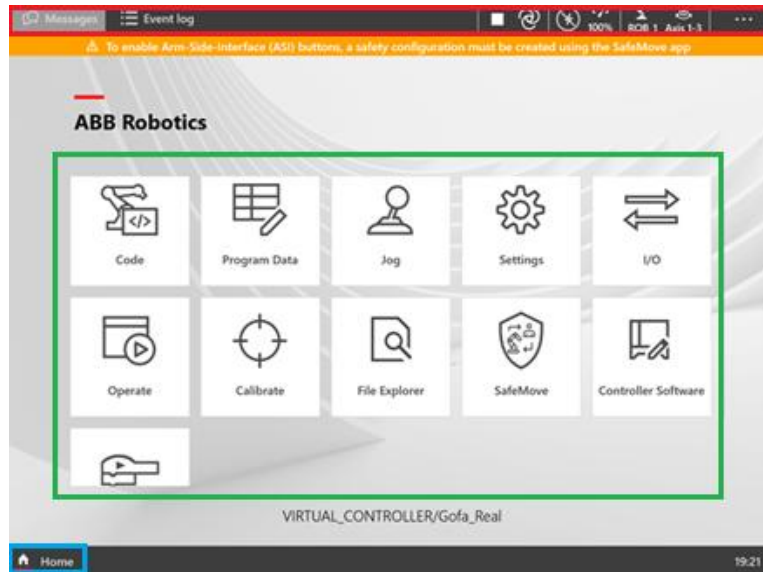 Messages Event log 100% ROB 1 Axis 1-3 ...
To enable Arm-Side-Interface (ASI) buttons, a safety configuration must be created using the SafeMove app
ABB Robotics
</>
Code Program Data Jog Settings I/O
Operate Calibrate File Explorer SafeMove Controller Software
VIRTUAL_CONTROLLER/Gofa_Real
Home 19:21